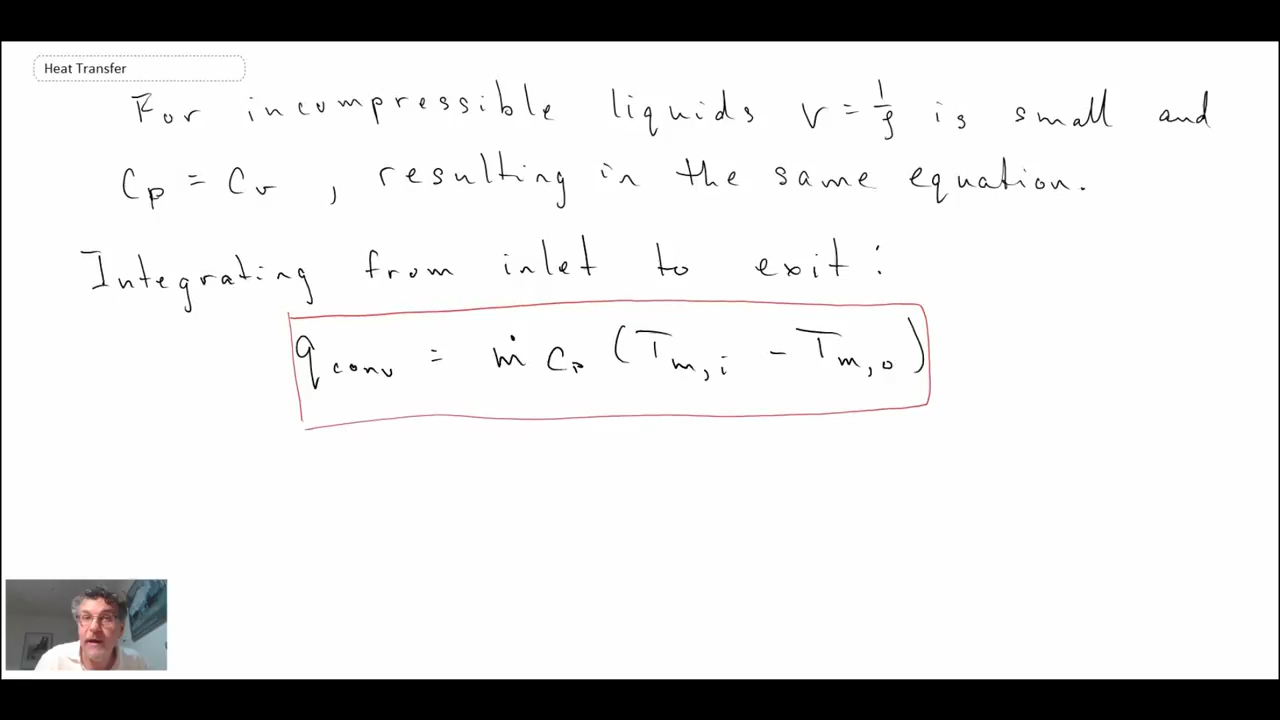 Heat Transfer
For incompressible liquids v = 1/ρ is small and
Cp = Cv , resulting in the same equation.
Integrating from inlet to exit :
q conv = ṁ Cp (Tm,i - Tm,o)